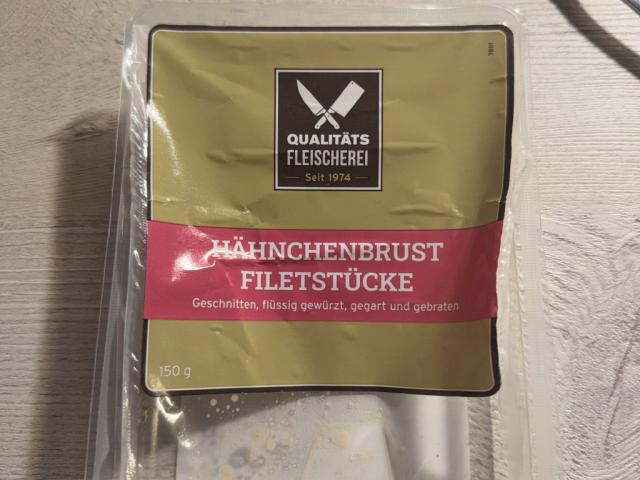 QUALITÄTS
FLEISCHEREI
Seit 1974
HÄHNCHENBRUST
FILETSTÜCKE
Geschnitten, flüssig gewürzt, gegart und gebraten
150 g